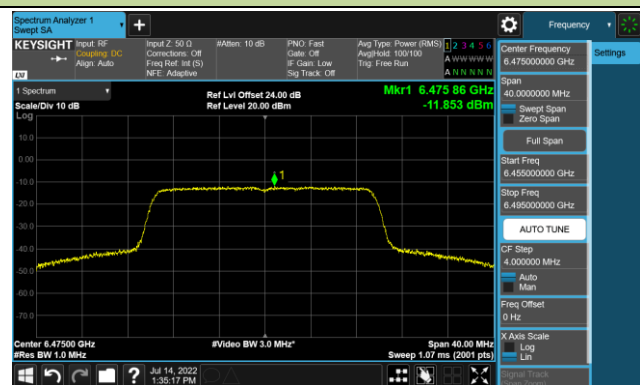 Spectrum Analyzer 1
Swept SA
Frequency
KEYSIGHT
Input: RF
Coupling: DC
Align: Auto
Input Z: 50 Ω
Corrections: Off
Freq Ref: Int (S)
NFE: Adaptive
#Atten: 10 dB
PNO: Fast
Gate: Off
IF Gain: Low
Sig Track: Off
Avg Type: Power (RMS)
Avg|Hold: 100/100
Trig: Free Run
1 2 3 4 5 6
A W W W W W
A N N N N N
LXI
1 Spectrum
Scale/Div 10 dB
Log
Ref Lvl Offset 24.00 dB
Ref Level 20.00 dBm
Mkr1 6.475 86 GHz
-11.853 dBm
10.0
0.00
-10.0
-20.0
-30.0
-40.0
-50.0
-60.0
-70.0
1
Center 6.47500 GHz
#Res BW 1.0 MHz
#Video BW 3.0 MHz*
Span 40.00 MHz
Sweep 1.07 ms (2001 pts)
Jul 14, 2022
1:35:17 PM
Center Frequency
6.475000000 GHz
Span
40.0000000 MHz
Swept Span
Zero Span
Full Span
Start Freq
6.455000000 GHz
Stop Freq
6.495000000 GHz
AUTO TUNE
CF Step
4.000000 MHz
Auto
Man
Freq Offset
0 Hz
X Axis Scale
Log
Lin
Signal Track
Settings